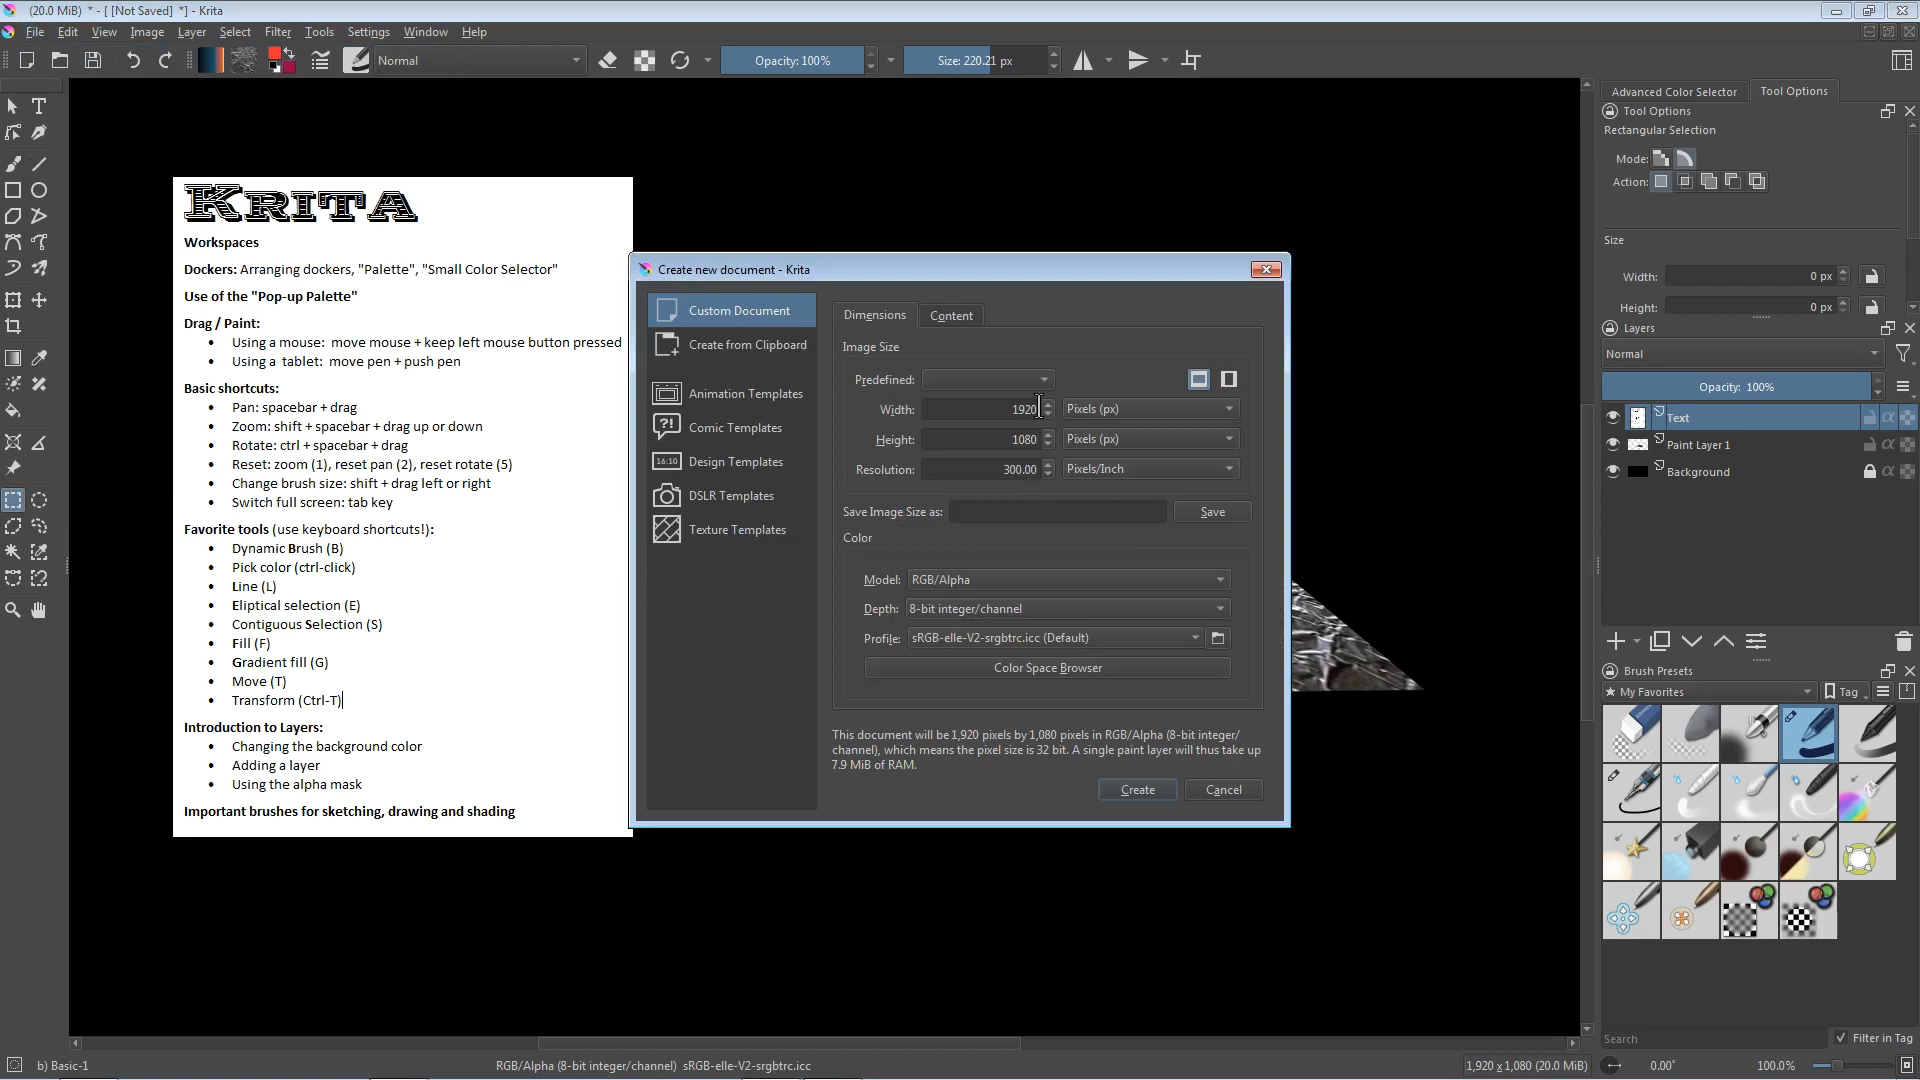 (20.0 MiB) * - [ [Not Saved] *] - Krita
File Edit View Image Layer Select Filter Tools Settings Window Help
Normal
Opacity: 100%
Size: 220.21 px
KRITA
Workspaces
Dockers: Arranging dockers, "Palette", "Small Color Selector"
Use of the "Pop-up Palette"
Drag / Paint:
• Using a mouse: move mouse + keep left mouse button pressed
• Using a tablet: move pen + push pen
Basic shortcuts:
• Pan: spacebar + drag
• Zoom: shift + spacebar + drag up or down
• Rotate: ctrl + spacebar + drag
• Reset: zoom (1), reset pan (2), reset rotate (5)
• Change brush size: shift + drag left or right
• Switch full screen: tab key
Favorite tools (use keyboard shortcuts!):
• Dynamic Brush (B)
• Pick color (ctrl-click)
• Line (L)
• Eliptical selection (E)
• Contiguous Selection (S)
• Fill (F)
• Gradient fill (G)
• Move (T)
• Transform (Ctrl-T)
Introduction to Layers:
• Changing the background color
• Adding a layer
• Using the alpha mask
Important brushes for sketching, drawing and shading
Create new document - Krita
Custom Document
Create from Clipboard
Animation Templates
Comic Templates
Design Templates
16:10
DSLR Templates
Texture Templates
Dimensions Content
Image Size
Predefined:
Width: 1920 Pixels (px)
Height: 1080 Pixels (px)
Resolution: 300.00 Pixels/Inch
Save Image Size as: Save
Color
Model: RGB/Alpha
Depth: 8-bit integer/channel
Profile: sRGB-elle-V2-srgbtrc.icc (Default)
Color Space Browser
This document will be 1,920 pixels by 1,080 pixels in RGB/Alpha (8-bit integer/
channel), which means the pixel size is 32 bit. A single paint layer will thus take up
7.9 MiB of RAM.
Create Cancel
Advanced Color Selector Tool Options
Tool Options
Rectangular Selection
Mode:
Action:
Size
Width: 0 px
Height: 0 px
Layers
Normal
Opacity: 100%
Text
Paint Layer 1
Background
Brush Presets
My Favorites Tag
Search Filter in Tag
b) Basic-1
RGB/Alpha (8-bit integer/channel) sRGB-elle-V2-srgbtrc.icc
1,920 x 1,080 (20.0 MiB) 0.00° 100.0%